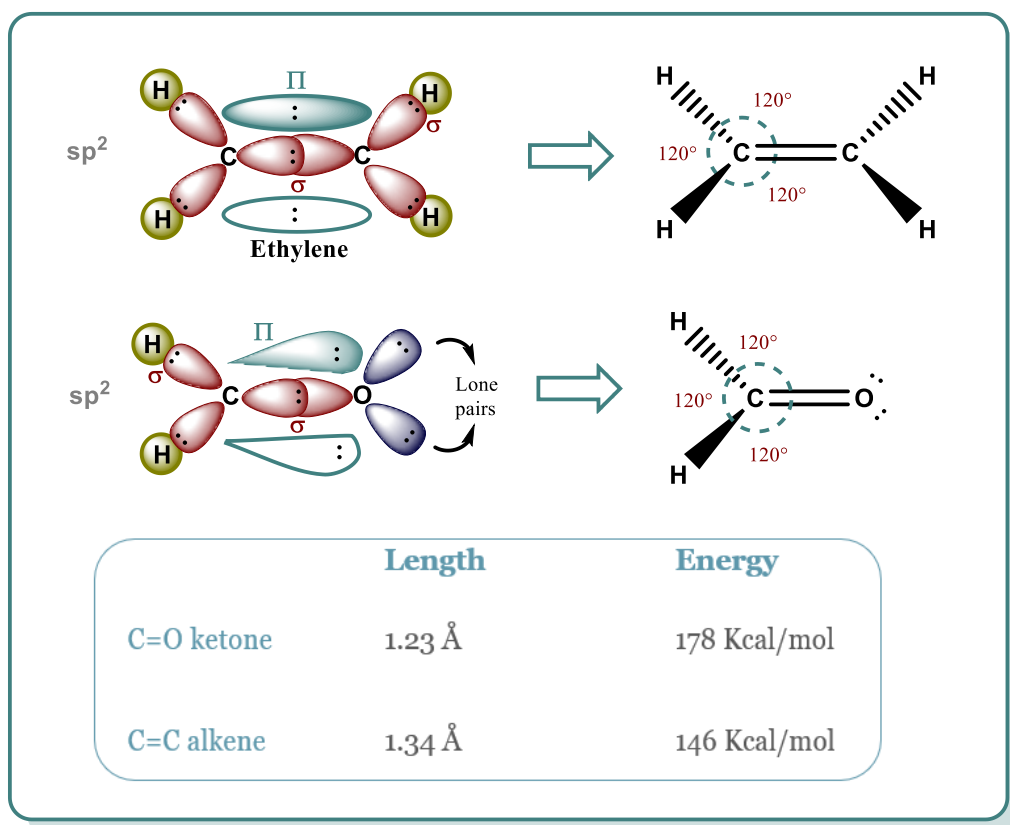 H Π H
σ
sp²
C C
σ
H H
Ethylene
H H
120°
120° C C
120°
H H
H Π
σ
sp²
C O
Lone
pairs
σ
H
H
120°
120° C O
120°
H
Length Energy
C=O ketone 1.23 Å 178 Kcal/mol
C=C alkene 1.34 Å 146 Kcal/mol